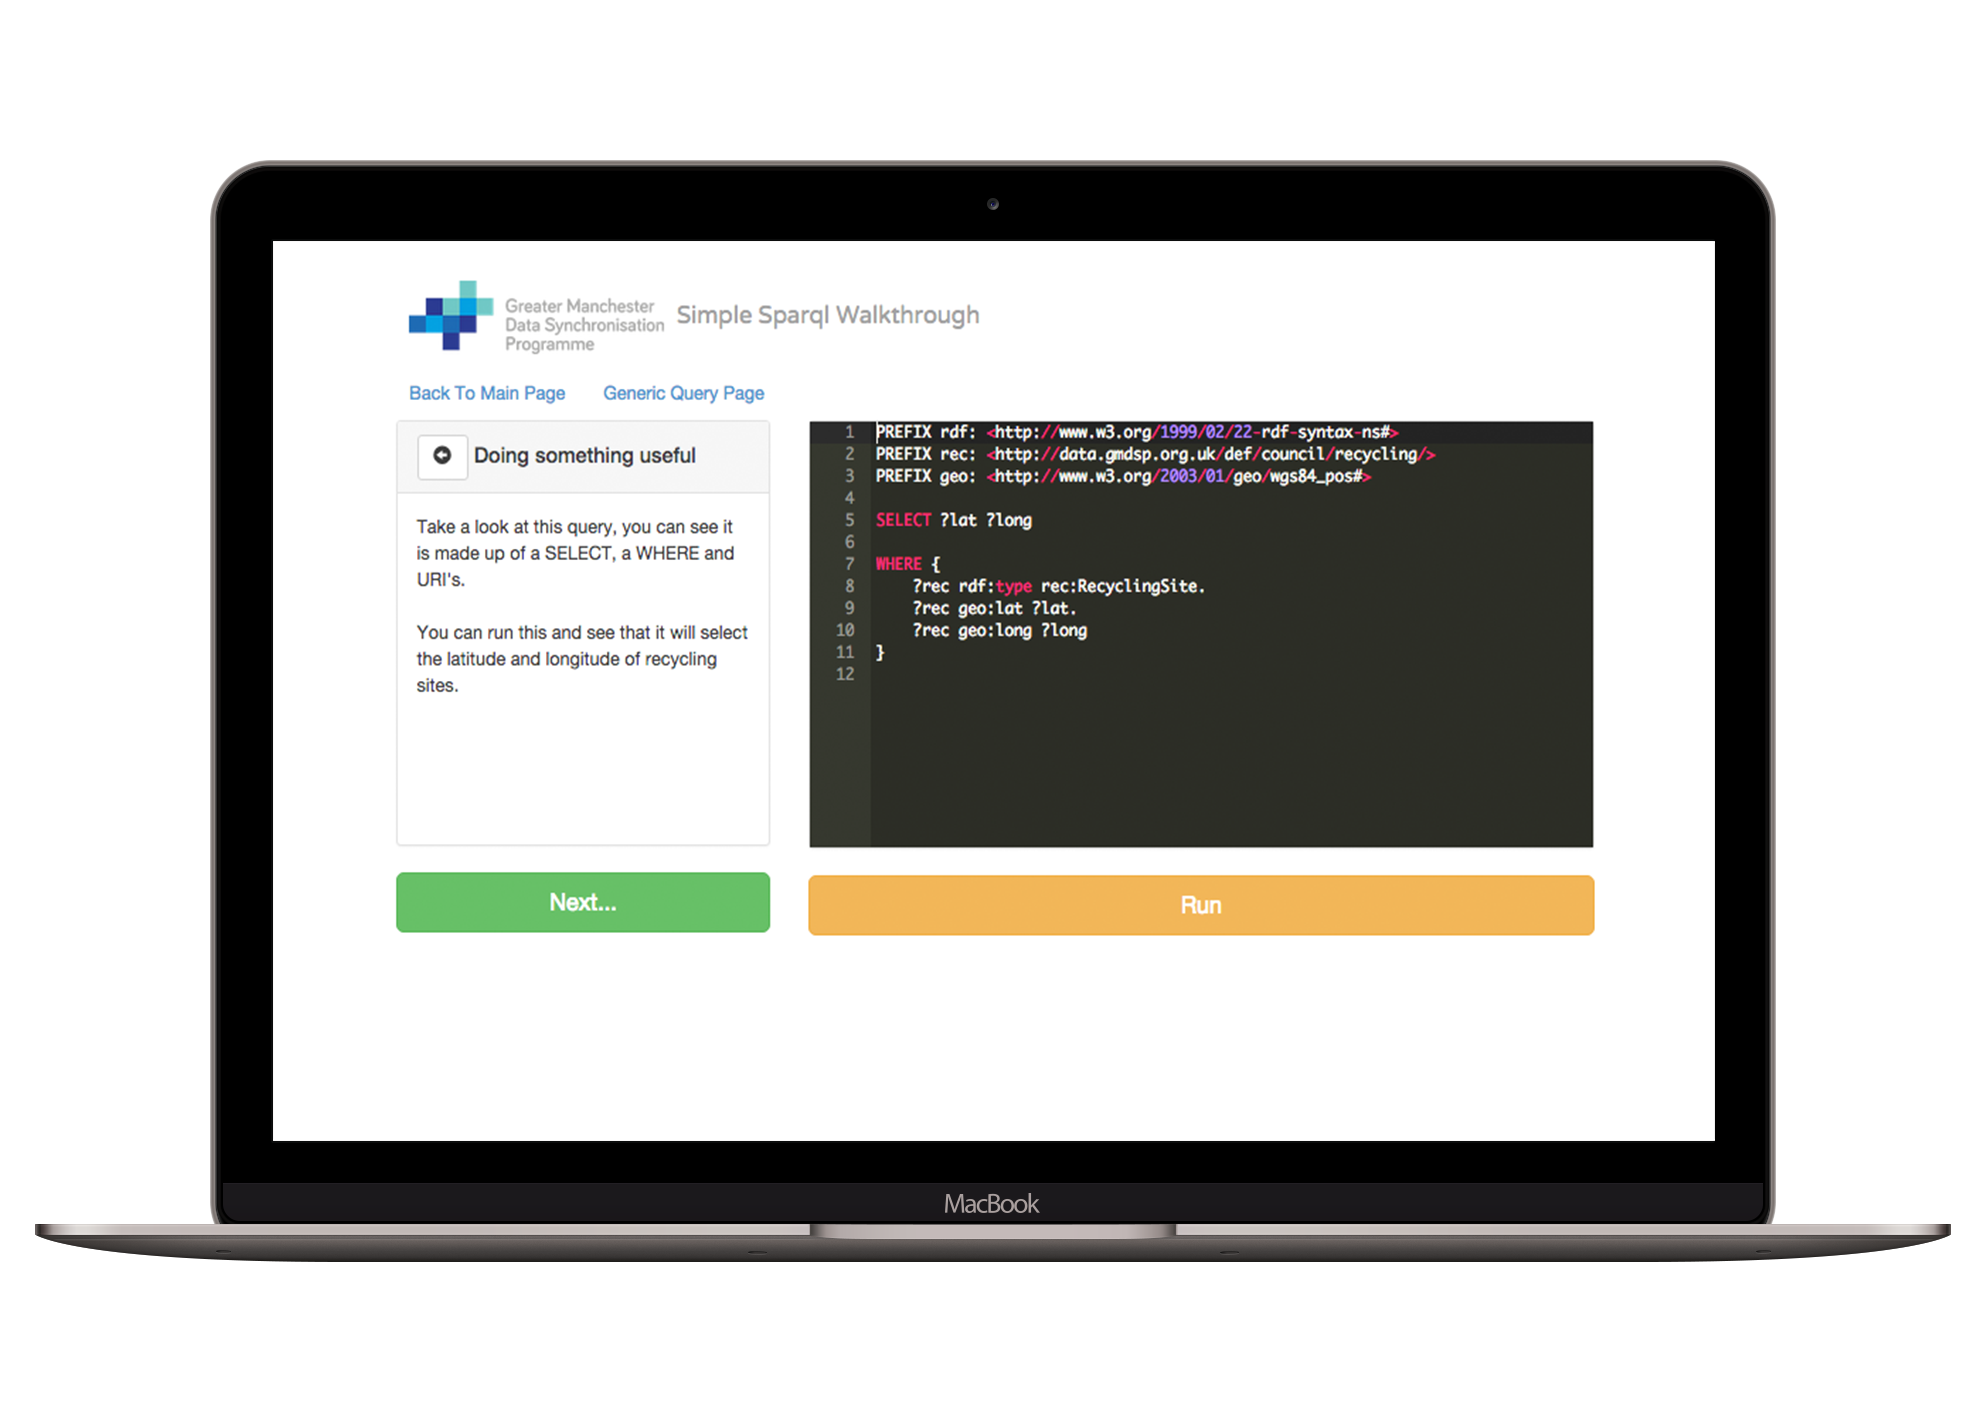 Greater Manchester
Data Synchronisation
Programme
Simple Sparql Walkthrough
Back To Main Page
Generic Query Page
Doing something useful
Take a look at this query, you can see it
is made up of a SELECT, a WHERE and
URI's.
You can run this and see that it will select
the latitude and longitude of recycling
sites.
Next...
1 PREFIX rdf: <http://www.w3.org/1999/02/22-rdf-syntax-ns#>
2 PREFIX rec: <http://data.gmdsp.org.uk/def/council/recycling/>
3 PREFIX geo: <http://www.w3.org/2003/01/geo/wgs84_pos#>
4
5 SELECT ?lat ?long
6
7 WHERE {
8 ?rec rdf:type rec:RecyclingSite.
9 ?rec geo:lat ?lat.
10 ?rec geo:long ?long
11 }
12
Run
MacBook